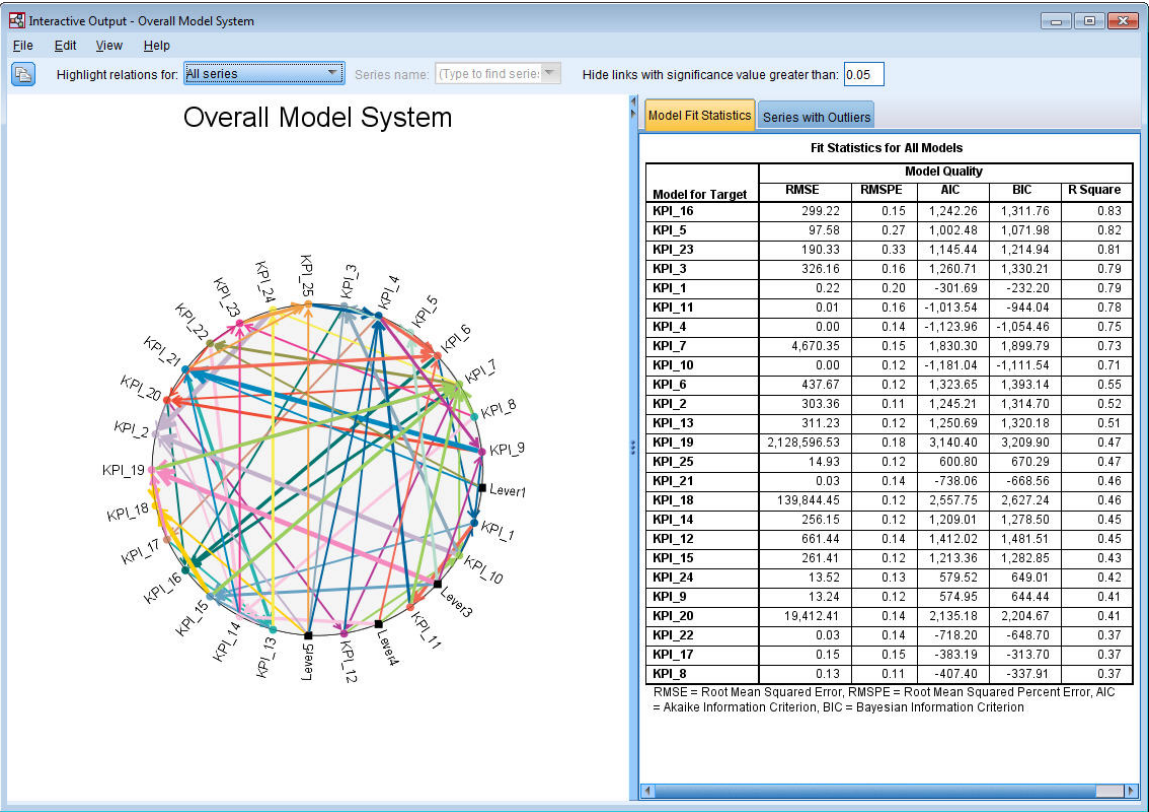 Interactive Output - Overall Model System
File Edit View Help
Highlight relations for: All series Series name: (Type to find serie: Hide links with significance value greater than: 0.05
Overall Model System
KPI_25
KPI_3
KPI_4
KPI_5
KPI_6
KPI_7
KPI_8
KPI_9
Lever1
KPI_1
KPI_10
Lever3
KPI_11
Lever4
KPI_12
Lever5
KPI_13
KPI_14
KPI_15
KPI_16
KPI_17
KPI_18
KPI_19
KPI_2
KPI_20
KPI_21
KPI_22
KPI_23
KPI_24
Model Fit Statistics Series with Outliers
Fit Statistics for All Models
Model Quality
Model for Target RMSE RMSPE AIC BIC R Square
KPI_16 299.22 0.15 1,242.26 1,311.76 0.83
KPI_5 97.58 0.27 1,002.48 1,071.98 0.82
KPI_23 190.33 0.33 1,145.44 1,214.94 0.81
KPI_3 326.16 0.16 1,260.71 1,330.21 0.79
KPI_1 0.22 0.20 -301.69 -232.20 0.79
KPI_11 0.01 0.16 -1,013.54 -944.04 0.78
KPI_4 0.00 0.14 -1,123.96 -1,054.46 0.75
KPI_7 4,670.35 0.15 1,830.30 1,899.79 0.73
KPI_10 0.00 0.12 -1,181.04 -1,111.54 0.71
KPI_6 437.67 0.12 1,323.65 1,393.14 0.55
KPI_2 303.36 0.11 1,245.21 1,314.70 0.52
KPI_13 311.23 0.12 1,250.69 1,320.18 0.51
KPI_19 2,128,596.53 0.18 3,140.40 3,209.90 0.47
KPI_25 14.93 0.12 600.80 670.29 0.47
KPI_21 0.03 0.14 -738.06 -668.56 0.46
KPI_18 139,844.45 0.12 2,557.75 2,627.24 0.46
KPI_14 256.15 0.12 1,209.01 1,278.50 0.45
KPI_12 661.44 0.14 1,412.02 1,481.51 0.45
KPI_15 261.41 0.12 1,213.36 1,282.85 0.43
KPI_24 13.52 0.13 579.52 649.01 0.42
KPI_9 13.24 0.12 574.95 644.44 0.41
KPI_20 19,412.41 0.14 2,135.18 2,204.67 0.41
KPI_22 0.03 0.14 -718.20 -648.70 0.37
KPI_17 0.15 0.15 -383.19 -313.70 0.37
KPI_8 0.13 0.11 -407.40 -337.91 0.37
RMSE = Root Mean Squared Error, RMSPE = Root Mean Squared Percent Error, AIC
= Akaike Information Criterion, BIC = Bayesian Information Criterion